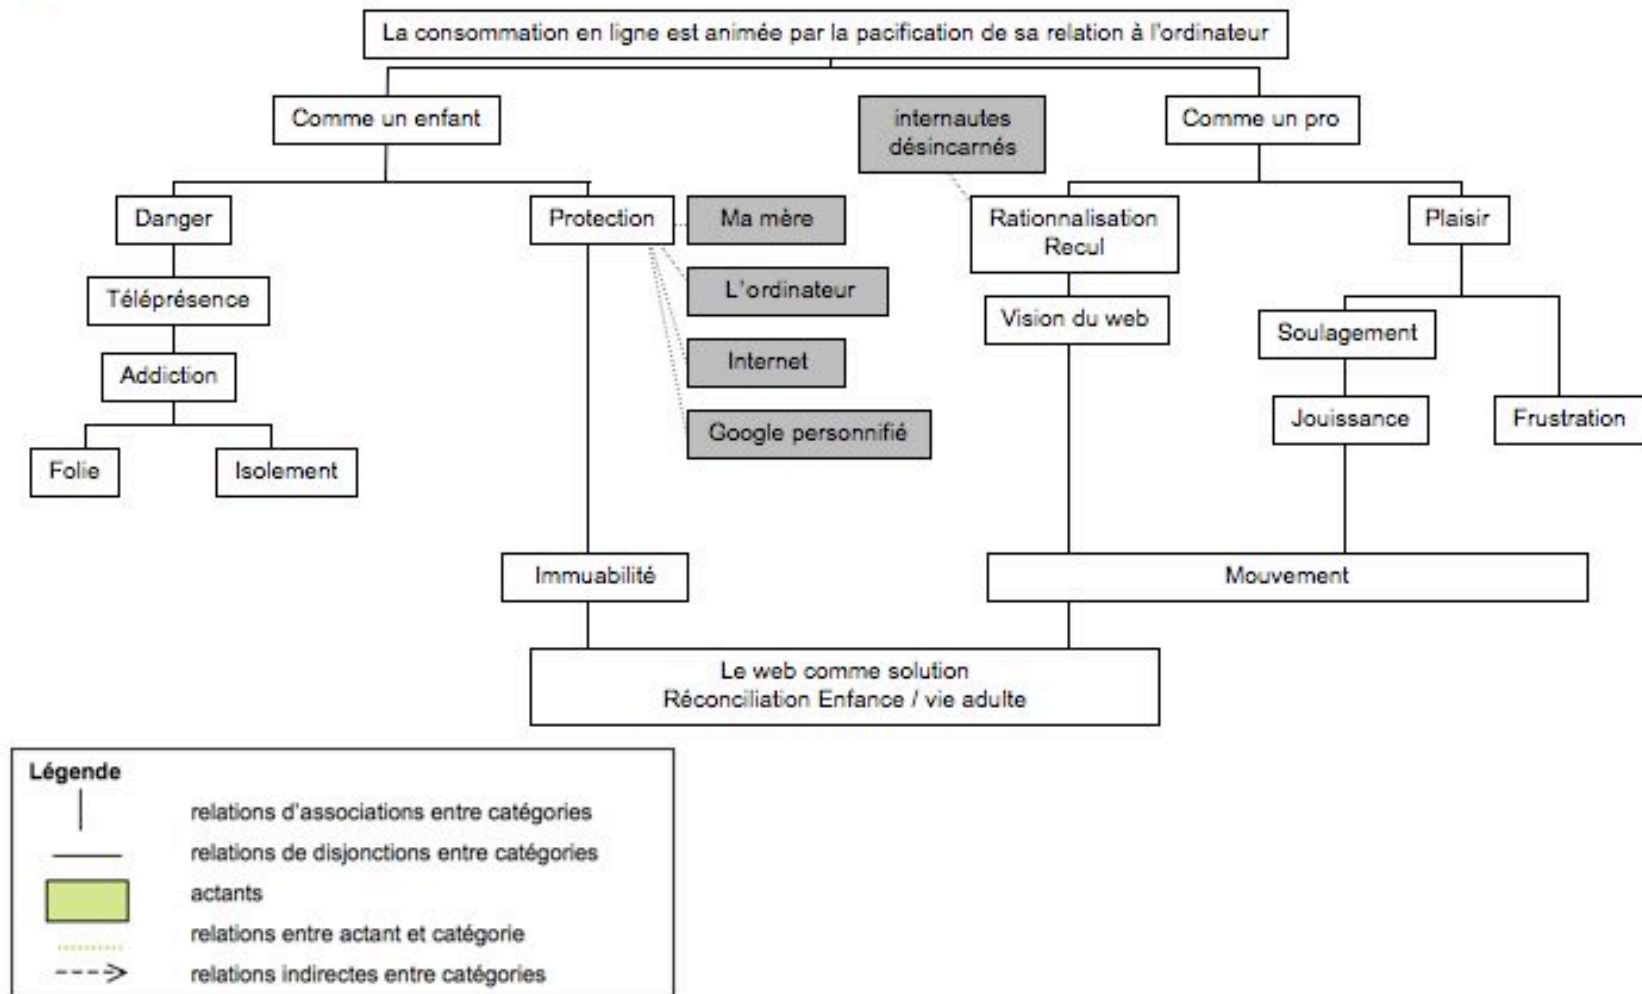 La consommation en ligne est animée par la pacification de sa relation à l'ordinateur
Comme un enfant
internautes
désincarnés
Comme un pro
Danger
Protection
Ma mère
Rationnalisation
Recul
Plaisir
Téléprésence
L'ordinateur
Vision du web
Soulagement
Addiction
Internet
Jouissance
Frustration
Google personnifié
Folie
Isolement
Immuabilité
Mouvement
Le web comme solution
Réconciliation Enfance / vie adulte
Légende
relations d'associations entre catégories
relations de disjonctions entre catégories
actants
relations entre actant et catégorie
relations indirectes entre catégories